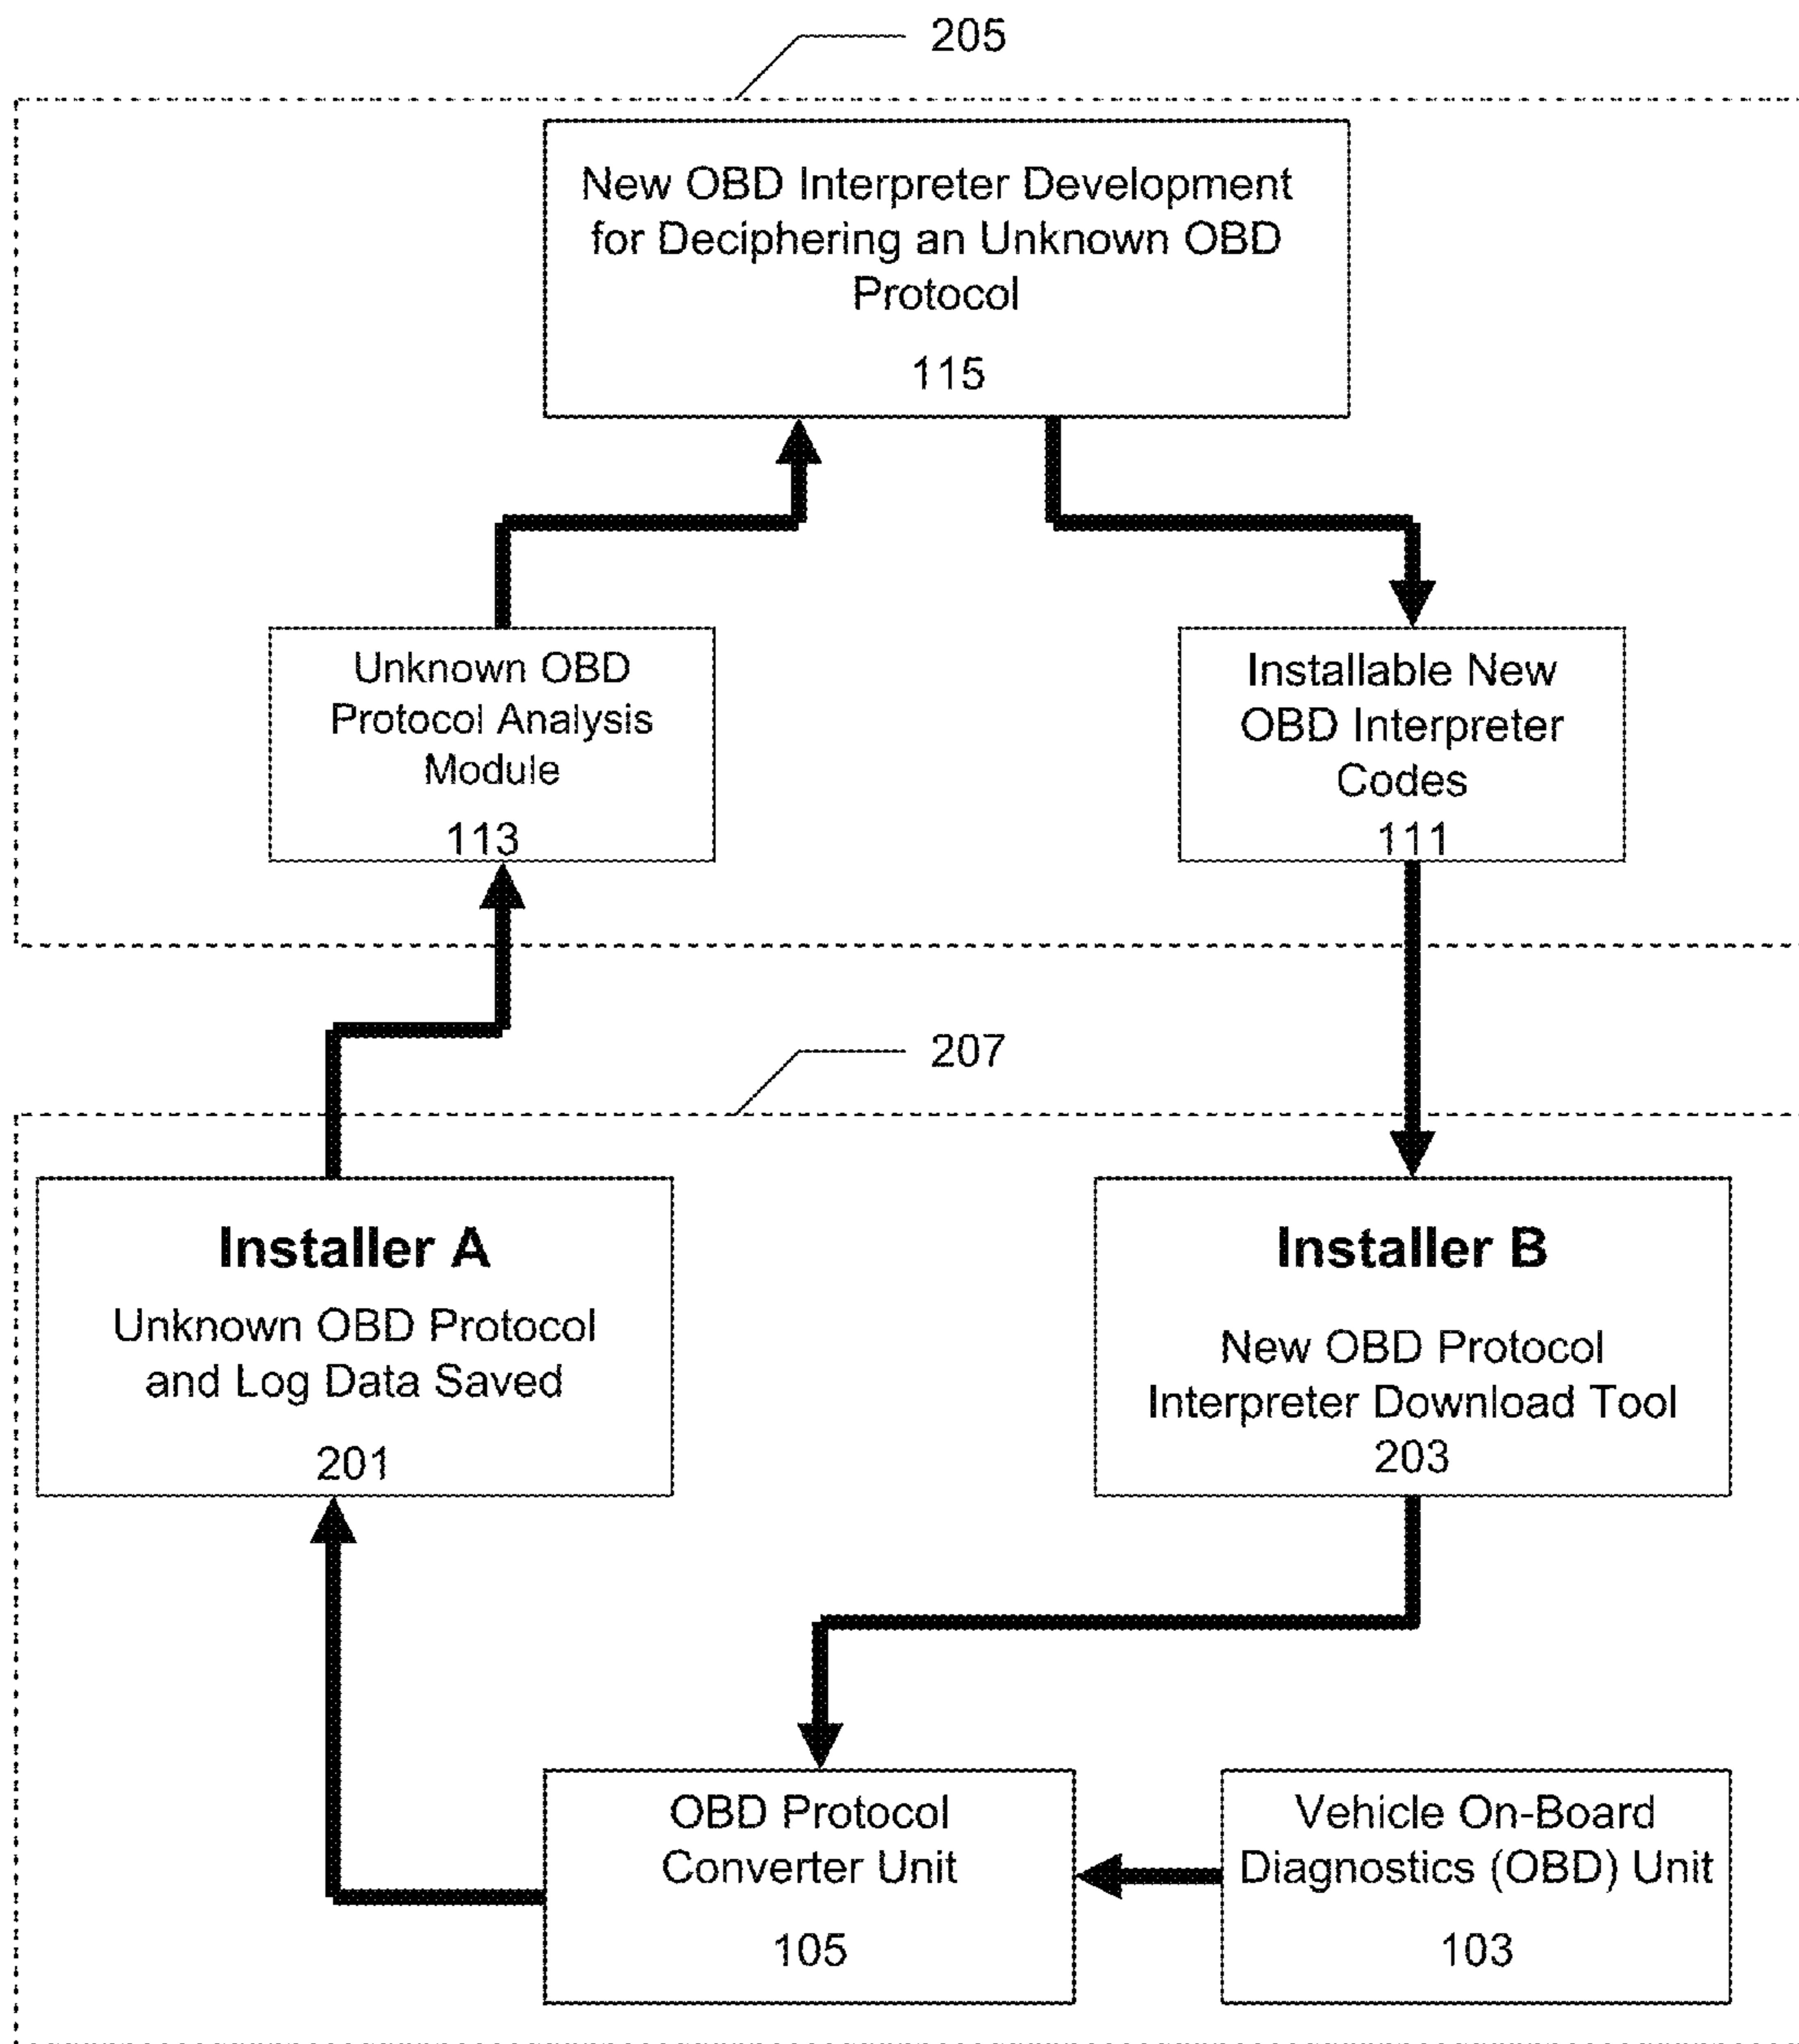 205
New OBD Interpreter Development
for Deciphering an Unknown OBD
Protocol
115
Unknown OBD
Protocol Analysis
Module
113
Installable New
OBD Interpreter
Codes
111
207
Installer A
Unknown OBD Protocol
and Log Data Saved
201
Installer B
New OBD Protocol
Interpreter Download Tool
203
OBD Protocol
Converter Unit
105
Vehicle On-Board
Diagnostics (OBD) Unit
103